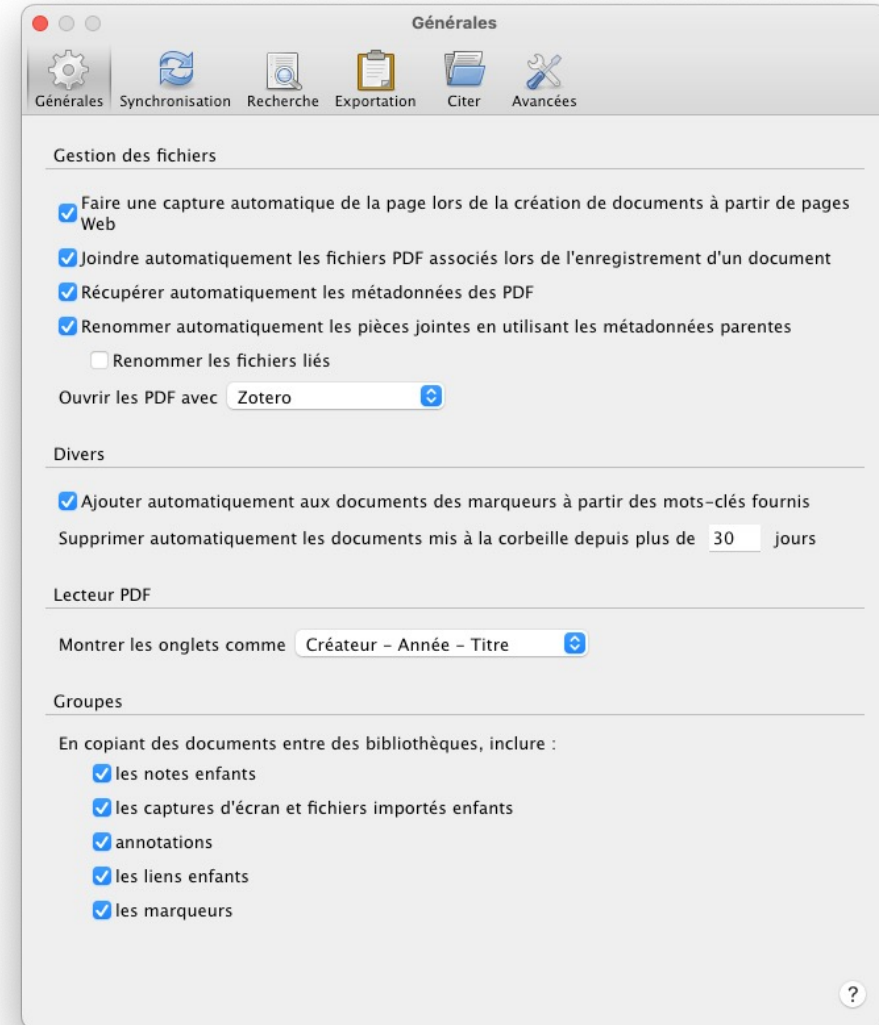 Générales
Générales Synchronisation Recherche Exportation Citer Avancées
Gestion des fichiers
Faire une capture automatique de la page lors de la création de documents à partir de pages
Web
Joindre automatiquement les fichiers PDF associés lors de l'enregistrement d'un document
Récupérer automatiquement les métadonnées des PDF
Renommer automatiquement les pièces jointes en utilisant les métadonnées parentes
Renommer les fichiers liés
Ouvrir les PDF avec Zotero
Divers
Ajouter automatiquement aux documents des marqueurs à partir des mots-clés fournis
Supprimer automatiquement les documents mis à la corbeille depuis plus de 30 jours
Lecteur PDF
Montrer les onglets comme Créateur - Année - Titre
Groupes
En copiant des documents entre des bibliothèques, inclure :
les notes enfants
les captures d'écran et fichiers importés enfants
annotations
les liens enfants
les marqueurs
?